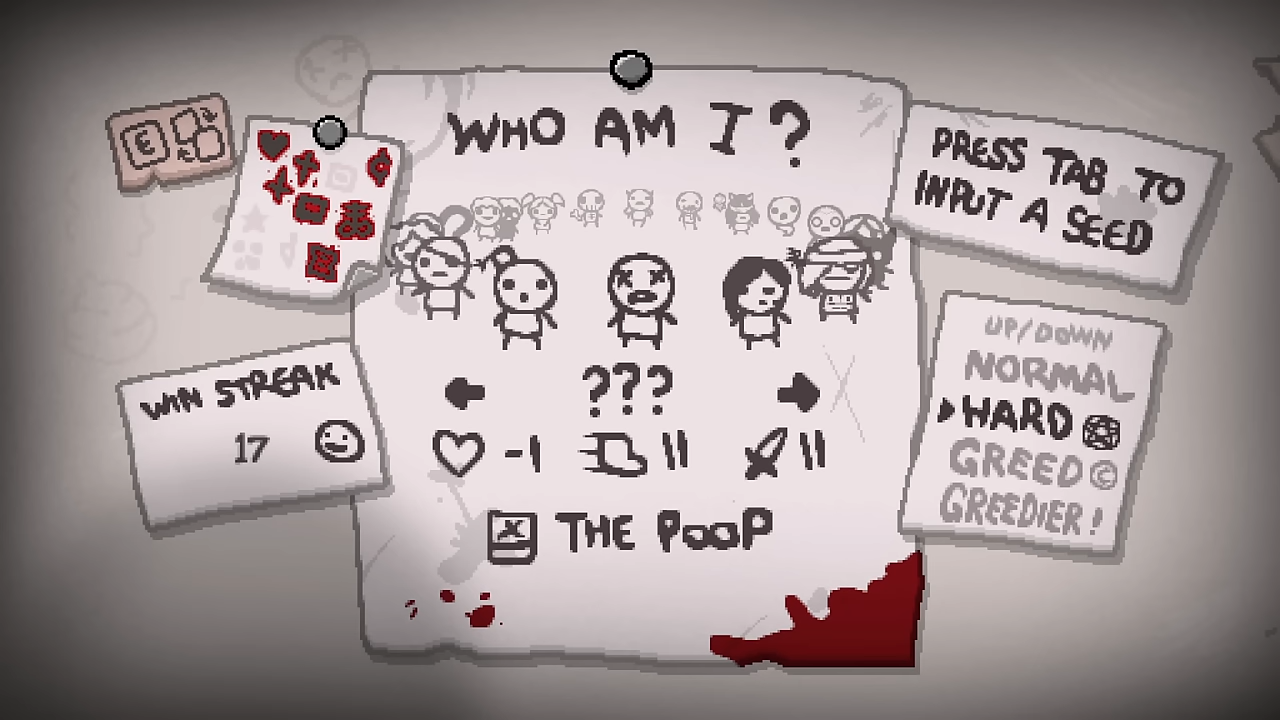 WHO AM I?
PRESS TAB TO
INPUT A SEED
WIN STREAK
17
???
-1
THE POOP
UP/DOWN
NORMAL
HARD
GREED
GREEDIER!